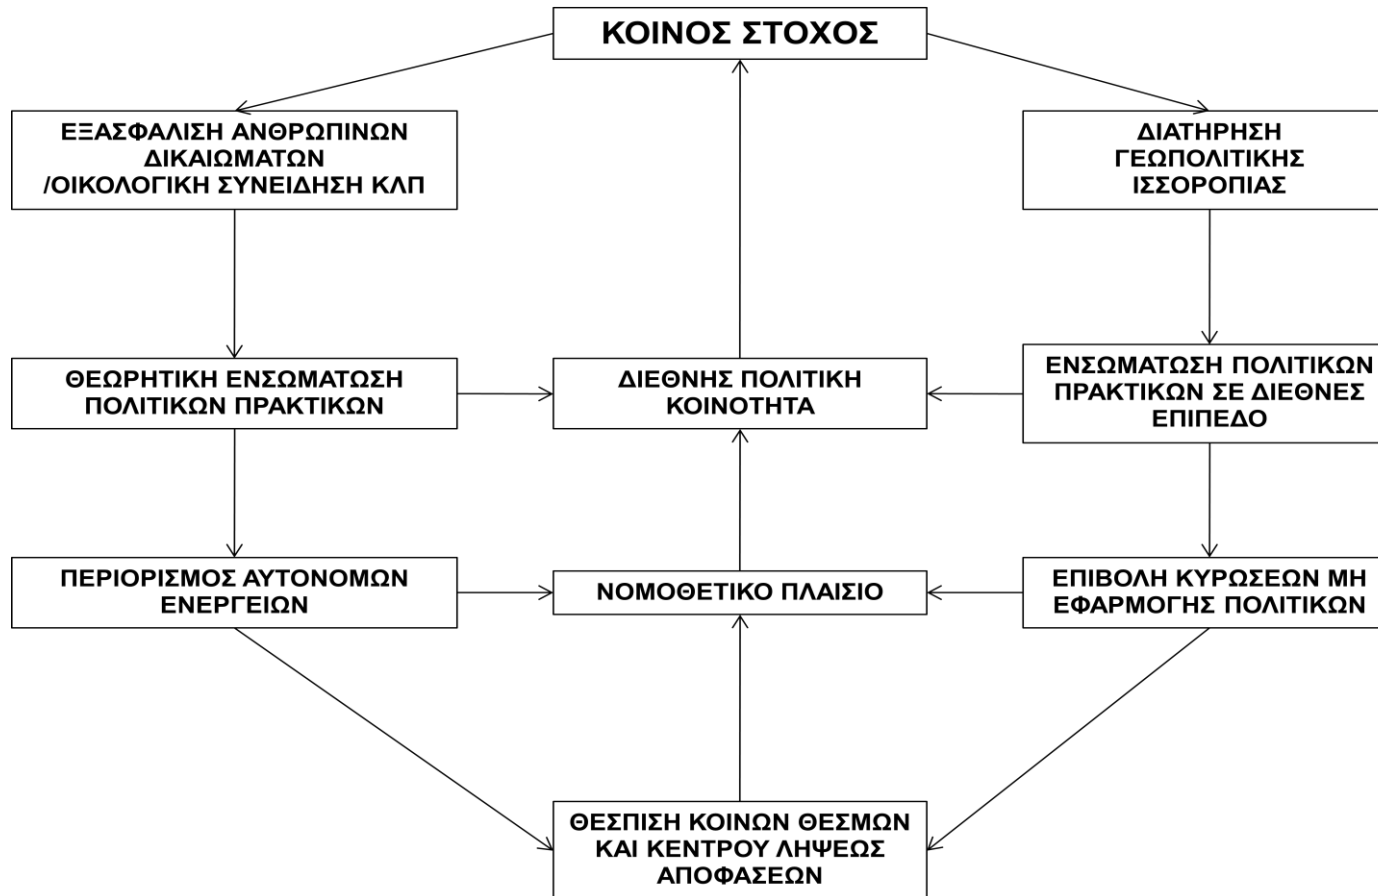 ΚΟΙΝΟΣ ΣΤΟΧΟΣ
ΕΞΑΣΦΑΛΙΣΗ ΑΝΘΡΩΠΙΝΩΝ
ΔΙΚΑΙΩΜΑΤΩΝ
/ΟΙΚΟΛΟΓΙΚΗ ΣΥΝΕΙΔΗΣΗ ΚΛΠ
ΔΙΑΤΗΡΗΣΗ
ΓΕΩΠΟΛΙΤΙΚΗΣ
ΙΣΣΟΡΟΠΙΑΣ
ΘΕΩΡΗΤΙΚΗ ΕΝΣΩΜΑΤΩΣΗ
ΠΟΛΙΤΙΚΩΝ ΠΡΑΚΤΙΚΩΝ
ΔΙΕΘΝΗΣ ΠΟΛΙΤΙΚΗ
ΚΟΙΝΟΤΗΤΑ
ΕΝΣΩΜΑΤΩΣΗ ΠΟΛΙΤΙΚΩΝ
ΠΡΑΚΤΙΚΩΝ ΣΕ ΔΙΕΘΝΕΣ
ΕΠΙΠΕΔΟ
ΠΕΡΙΟΡΙΣΜΟΣ ΑΥΤΟΝΟΜΩΝ
ΕΝΕΡΓΕΙΩΝ
ΝΟΜΟΘΕΤΙΚΟ ΠΛΑΙΣΙΟ
ΕΠΙΒΟΛΗ ΚΥΡΩΣΕΩΝ ΜΗ
ΕΦΑΡΜΟΓΗΣ ΠΟΛΙΤΙΚΩΝ
ΘΕΣΠΙΣΗ ΚΟΙΝΩΝ ΘΕΣΜΩΝ
ΚΑΙ ΚΕΝΤΡΟΥ ΛΗΨΕΩΣ
ΑΠΟΦΑΣΕΩΝ